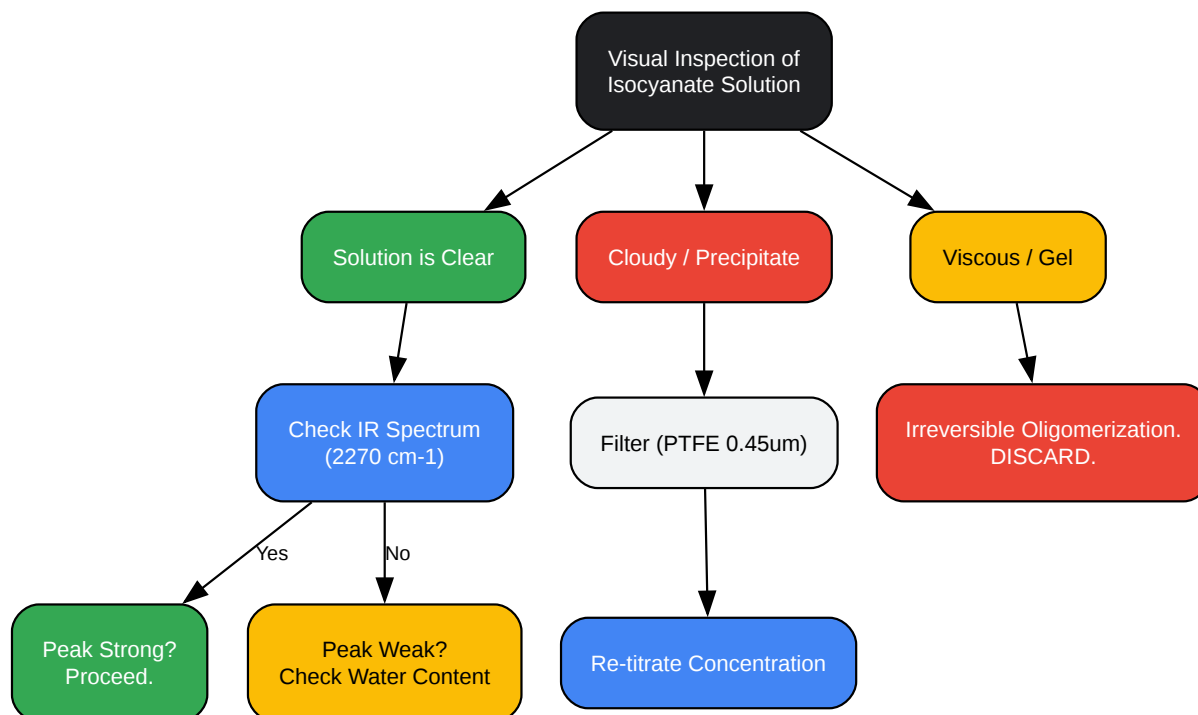 Visual Inspection of
Isocyanate Solution
Solution is Clear
Cloudy / Precipitate
Viscous / Gel
Check IR Spectrum
(2270 cm-1)
Filter (PTFE 0.45um)
Irreversible Oligomerization.
DISCARD.
Yes
No
Peak Strong?
Proceed.
Peak Weak?
Check Water Content
Re-titrate Concentration